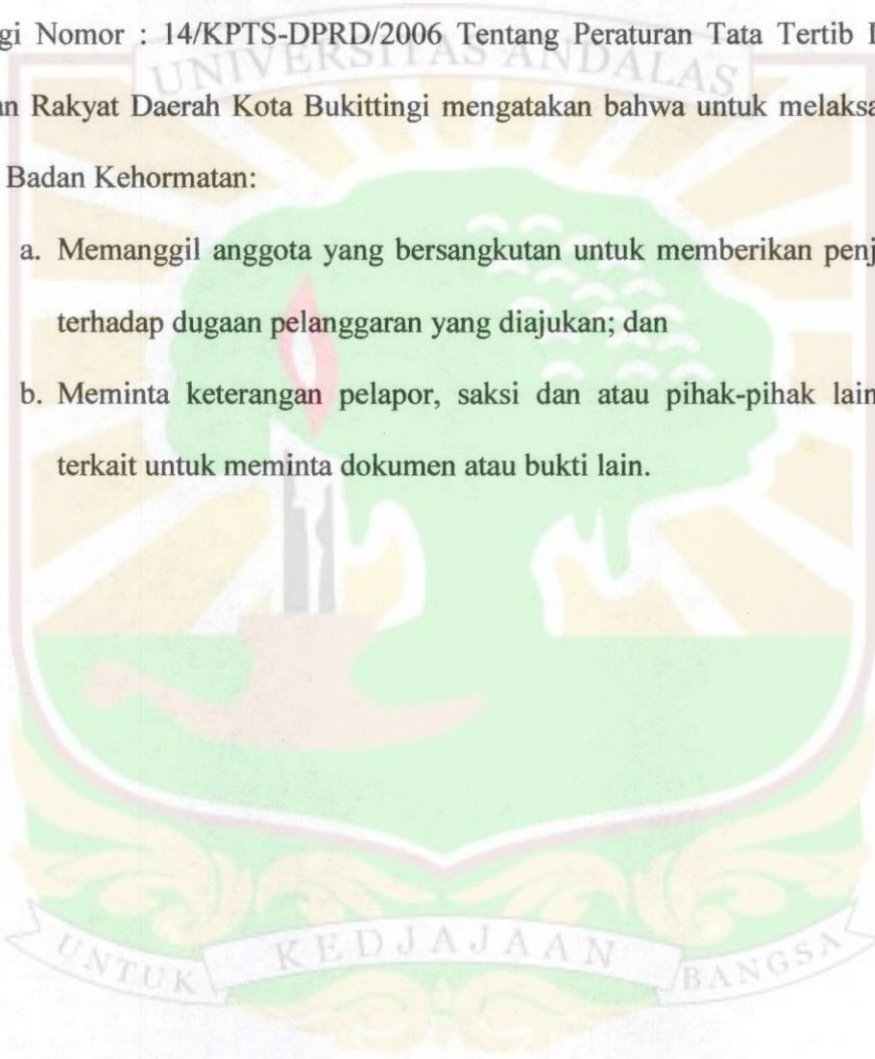 gi Nomor : 14/KPTS-DPRD/2006 Tentang Peraturan Tata Tertib
UNIVERSITAS ANDALAS
an Rakyat Daerah Kota Bukittingi mengatakan bahwa untuk melaksa
Badan Kehormatan:
a. Memanggil anggota yang bersangkutan untuk memberikan penj
terhadap dugaan pelanggaran yang diajukan; dan
b. Meminta keterangan pelapor, saksi dan atau pihak-pihak lain
terkait untuk meminta dokumen atau bukti lain.
UNTUK KEDJAJAAN BANGSA